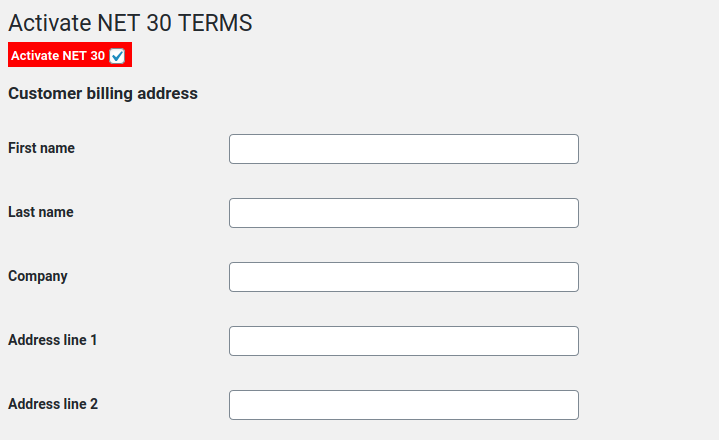 Activate NET 30 TERMS
Activate NET 30
Customer billing address
First name
Last name
Company
Address line 1
Address line 2